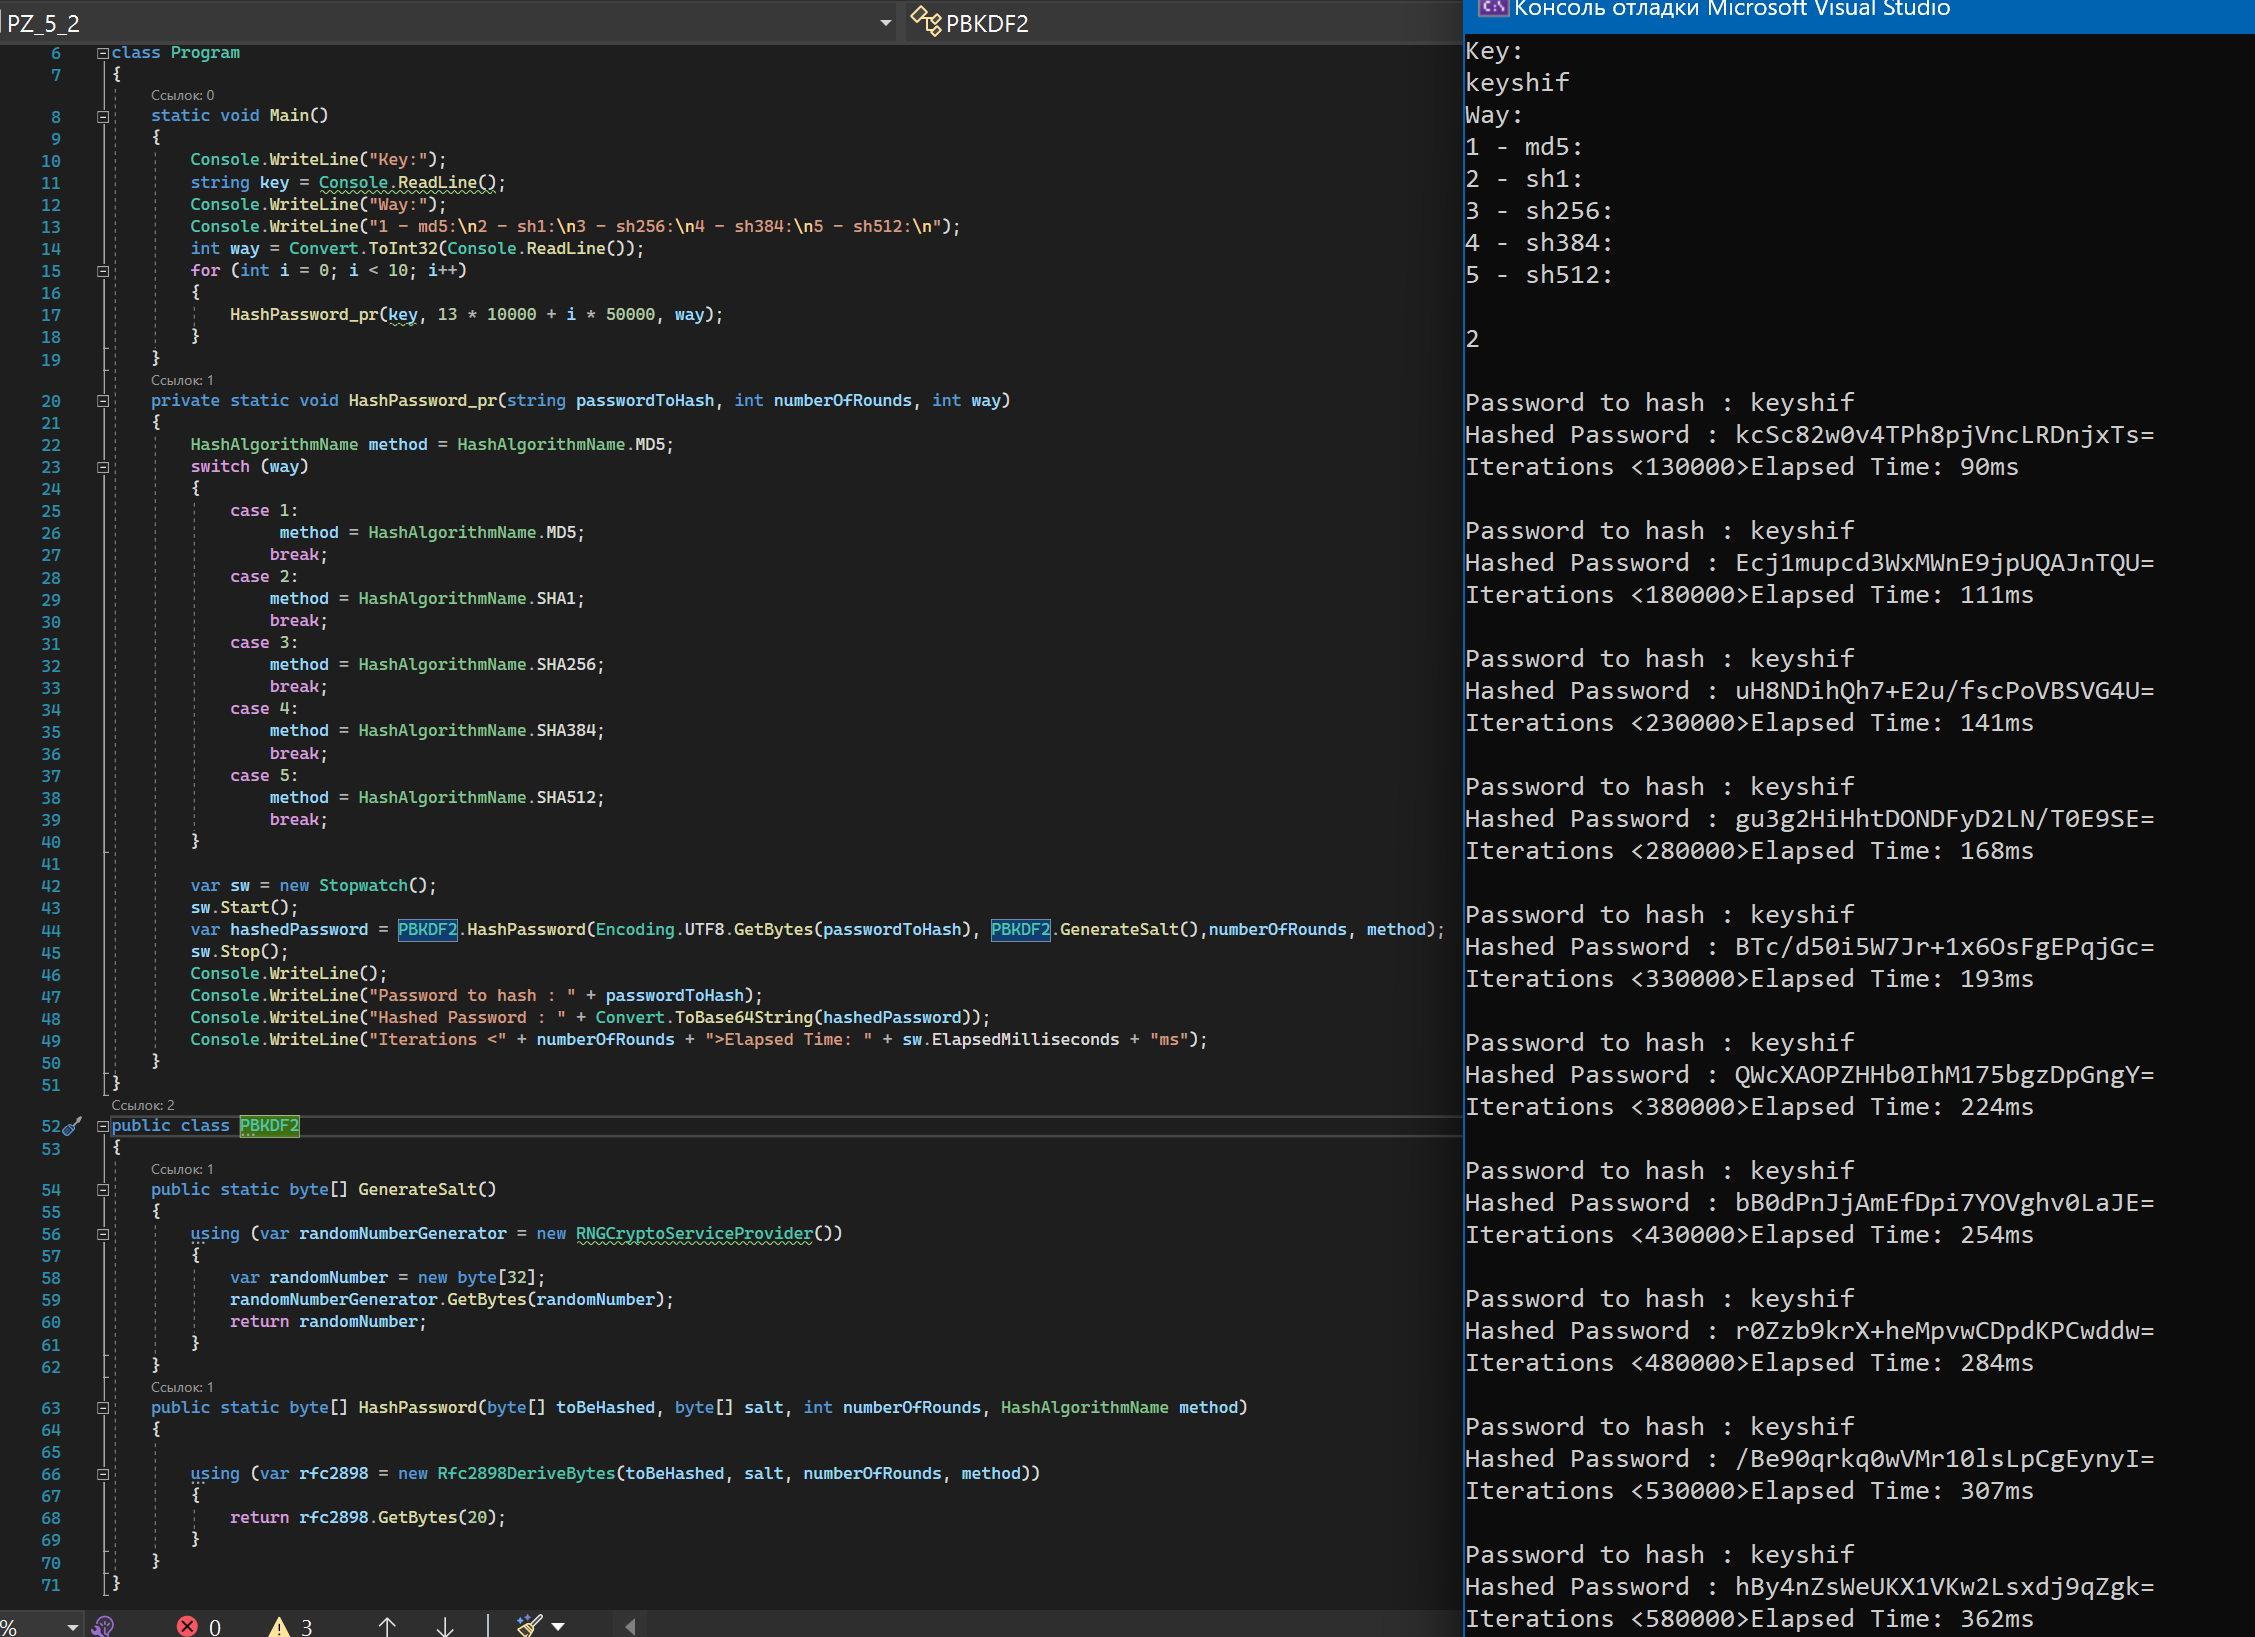 PZ_5_2
PBKDF2
6 class Program
7 {
Ссылок: 0
8 static void Main()
9 {
10 Console.WriteLine("Key:");
11 string key = Console.ReadLine();
12 Console.WriteLine("Way:");
13 Console.WriteLine("1 - md5:\n2 - sh1:\n3 - sh256:\n4 - sh384:\n5 - sh512:\n");
14 int way = Convert.ToInt32(Console.ReadLine());
15 for (int i = 0; i < 10; i++)
16 {
17 HashPassword_pr(key, 13 * 10000 + i * 50000, way);
18 }
19 }
Ссылок: 1
20 private static void HashPassword_pr(string passwordToHash, int numberOfRounds, int way)
21 {
22 HashAlgorithmName method = HashAlgorithmName.MD5;
23 switch (way)
24 {
25 case 1:
26 method = HashAlgorithmName.MD5;
27 break;
28 case 2:
29 method = HashAlgorithmName.SHA1;
30 break;
31 case 3:
32 method = HashAlgorithmName.SHA256;
33 break;
34 case 4:
35 method = HashAlgorithmName.SHA384;
36 break;
37 case 5:
38 method = HashAlgorithmName.SHA512;
39 break;
40 }
41
42 var sw = new Stopwatch();
43 sw.Start();
44 var hashedPassword = PBKDF2.HashPassword(Encoding.UTF8.GetBytes(passwordToHash), PBKDF2.GenerateSalt(),numberOfRounds, method);
45 sw.Stop();
46 Console.WriteLine();
47 Console.WriteLine("Password to hash : " + passwordToHash);
48 Console.WriteLine("Hashed Password : " + Convert.ToBase64String(hashedPassword));
49 Console.WriteLine("Iterations <" + numberOfRounds + ">Elapsed Time: " + sw.ElapsedMilliseconds + "ms");
50 }
51 }
Ссылок: 2
52 public class PBKDF2
53 {
Ссылок: 1
54 public static byte[] GenerateSalt()
55 {
56 using (var randomNumberGenerator = new RNGCryptoServiceProvider())
57 {
58 var randomNumber = new byte[32];
59 randomNumberGenerator.GetBytes(randomNumber);
60 return randomNumber;
61 }
62 }
Ссылок: 1
63 public static byte[] HashPassword(byte[] toBeHashed, byte[] salt, int numberOfRounds, HashAlgorithmName method)
64 {
65
66 using (var rfc2898 = new Rfc2898DeriveBytes(toBeHashed, salt, numberOfRounds, method))
67 {
68 return rfc2898.GetBytes(20);
69 }
70 }
71 }
% 0 3
Консоль отладки Microsoft Visual Studio
Key:
keyshif
Way:
1 - md5:
2 - sh1:
3 - sh256:
4 - sh384:
5 - sh512:
2
Password to hash : keyshif
Hashed Password : kcSc82w0v4TPh8pjVncLRDnjxTs=
Iterations <130000>Elapsed Time: 90ms
Password to hash : keyshif
Hashed Password : Ecj1mupcd3WxMWnE9jpUQAJnTQU=
Iterations <180000>Elapsed Time: 111ms
Password to hash : keyshif
Hashed Password : uH8NDihQh7+E2u/fscPoVBSVG4U=
Iterations <230000>Elapsed Time: 141ms
Password to hash : keyshif
Hashed Password : gu3g2HiHhtDONDFyD2LN/T0E9SE=
Iterations <280000>Elapsed Time: 168ms
Password to hash : keyshif
Hashed Password : BTc/d50i5W7Jr+1x6OsFgEPqjGc=
Iterations <330000>Elapsed Time: 193ms
Password to hash : keyshif
Hashed Password : QWcXAOPZHHb0IhM175bgzDpGngY=
Iterations <380000>Elapsed Time: 224ms
Password to hash : keyshif
Hashed Password : bB0dPnJjAmEfDpi7YOVghv0LaJE=
Iterations <430000>Elapsed Time: 254ms
Password to hash : keyshif
Hashed Password : r0Zzb9krX+heMpvwCDpdKPCwddw=
Iterations <480000>Elapsed Time: 284ms
Password to hash : keyshif
Hashed Password : /Be90qrkq0wVMr10lsLpCgEynyI=
Iterations <530000>Elapsed Time: 307ms
Password to hash : keyshif
Hashed Password : hBy4nZsWeUKX1VKw2Lsxdj9qZgk=
Iterations <580000>Elapsed Time: 362ms